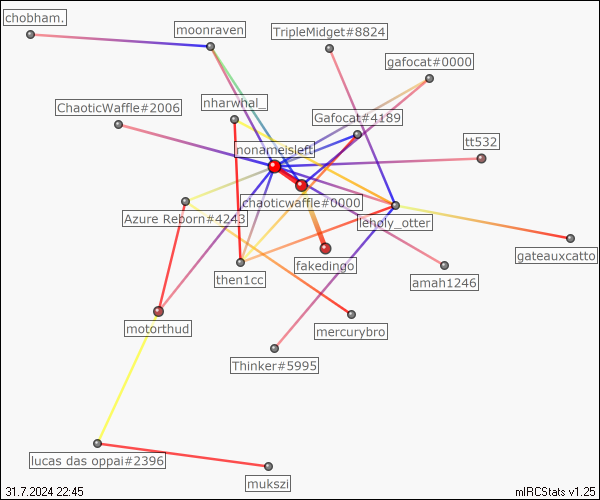 chobham.
moonraven
TripleMidget#8824
gafocat#0000
nharwhal_
ChaoticWaffle#2006
Gafocat#4189
nonameisleft
tt532
chaoticwaffle#0000
Azure Reborn#4243
leholy_otter
gateauxcatto
fakedingo
then1cc
amah1246
motorthud
mercurybro
Thinker#5995
lucas das oppai#2396
mukszi
31.7.2024 22:45
mIRCStats v1.25